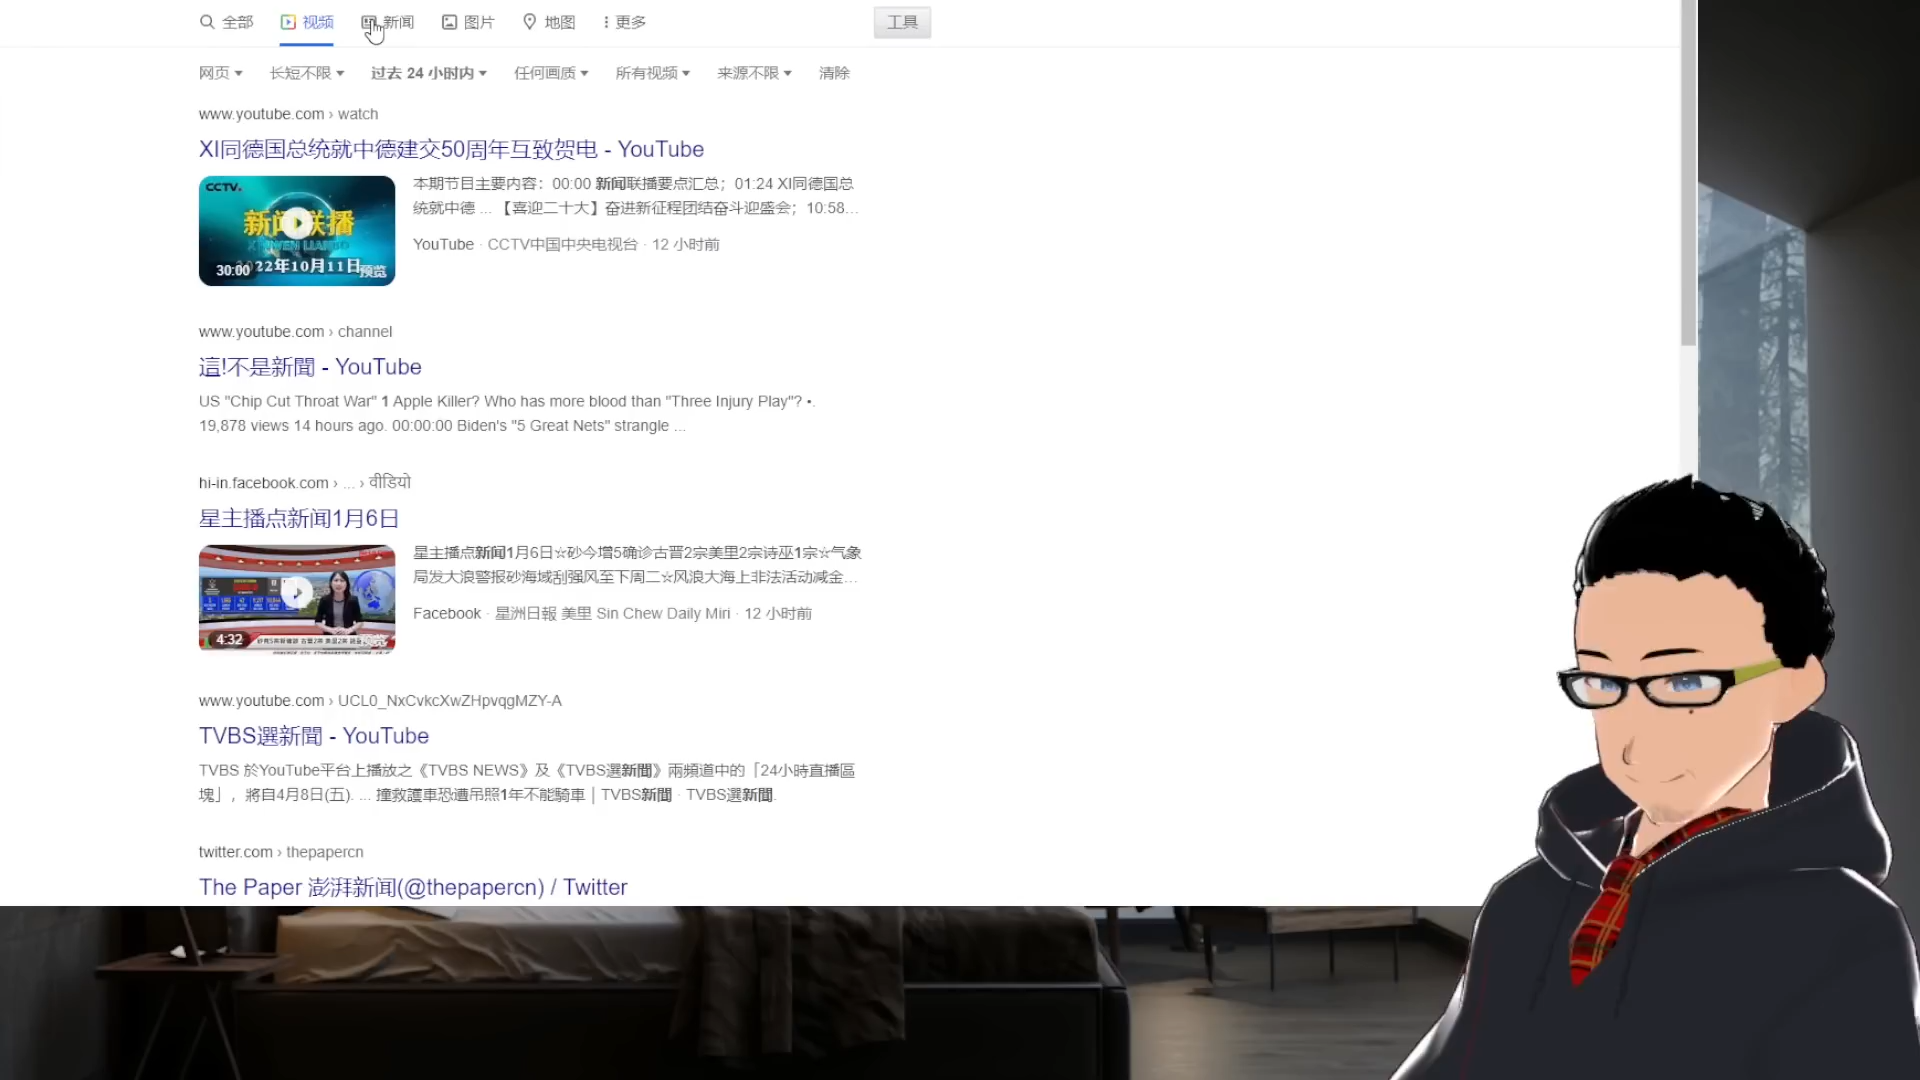 全部 视频 新闻 图片 地图 更多 工具
网页 长短不限 过去 24 小时内 任何画质 所有视频 来源不限 清除
www.youtube.com › watch
XI同德国总统就中德建交50周年互致贺电 - YouTube
CCTV.
新闻联播
XINWEN LIANBO
22年10月11日
30:00
预览
本期节目主要内容：00:00 新闻联播要点汇总；01:24 XI同德国总
统就中德 ... 【喜迎二十大】奋进新征程团结奋斗迎盛会；10:58...
YouTube · CCTV中国中央电视台 · 12 小时前
www.youtube.com › channel
這!不是新聞 - YouTube
US "Chip Cut Throat War" 1 Apple Killer? Who has more blood than "Three Injury Play"? •.
19,878 views 14 hours ago. 00:00:00 Biden's "5 Great Nets" strangle ...
hi-in.facebook.com › ... › वीडियो
星主播点新闻1月6日
4:32
预览
星主播点新闻1月6日☆砂今增5确诊古晋2宗美里2宗诗巫1宗☆气象
局发大浪警报砂海域刮强风至下周二☆风浪大海上非法活动减金...
Facebook · 星洲日報 美里 Sin Chew Daily Miri · 12 小时前
www.youtube.com › UCL0_NxCvkcXwZHpvqgMZY-A
TVBS選新聞 - YouTube
TVBS 於YouTube平台上播放之《TVBS NEWS》及《TVBS選新聞》兩頻道中的「24小時直播區
塊」，將自4月8日(五). ... 撞救護車恐遭吊照1年不能騎車｜TVBS新聞 · TVBS選新聞.
twitter.com › thepapercn
The Paper 澎湃新闻(@thepapercn) / Twitter